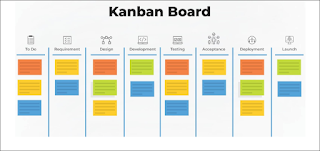 Kanban Board
To Do
Requirement
Design
Development
Testing
Acceptance
Deployment
Launch